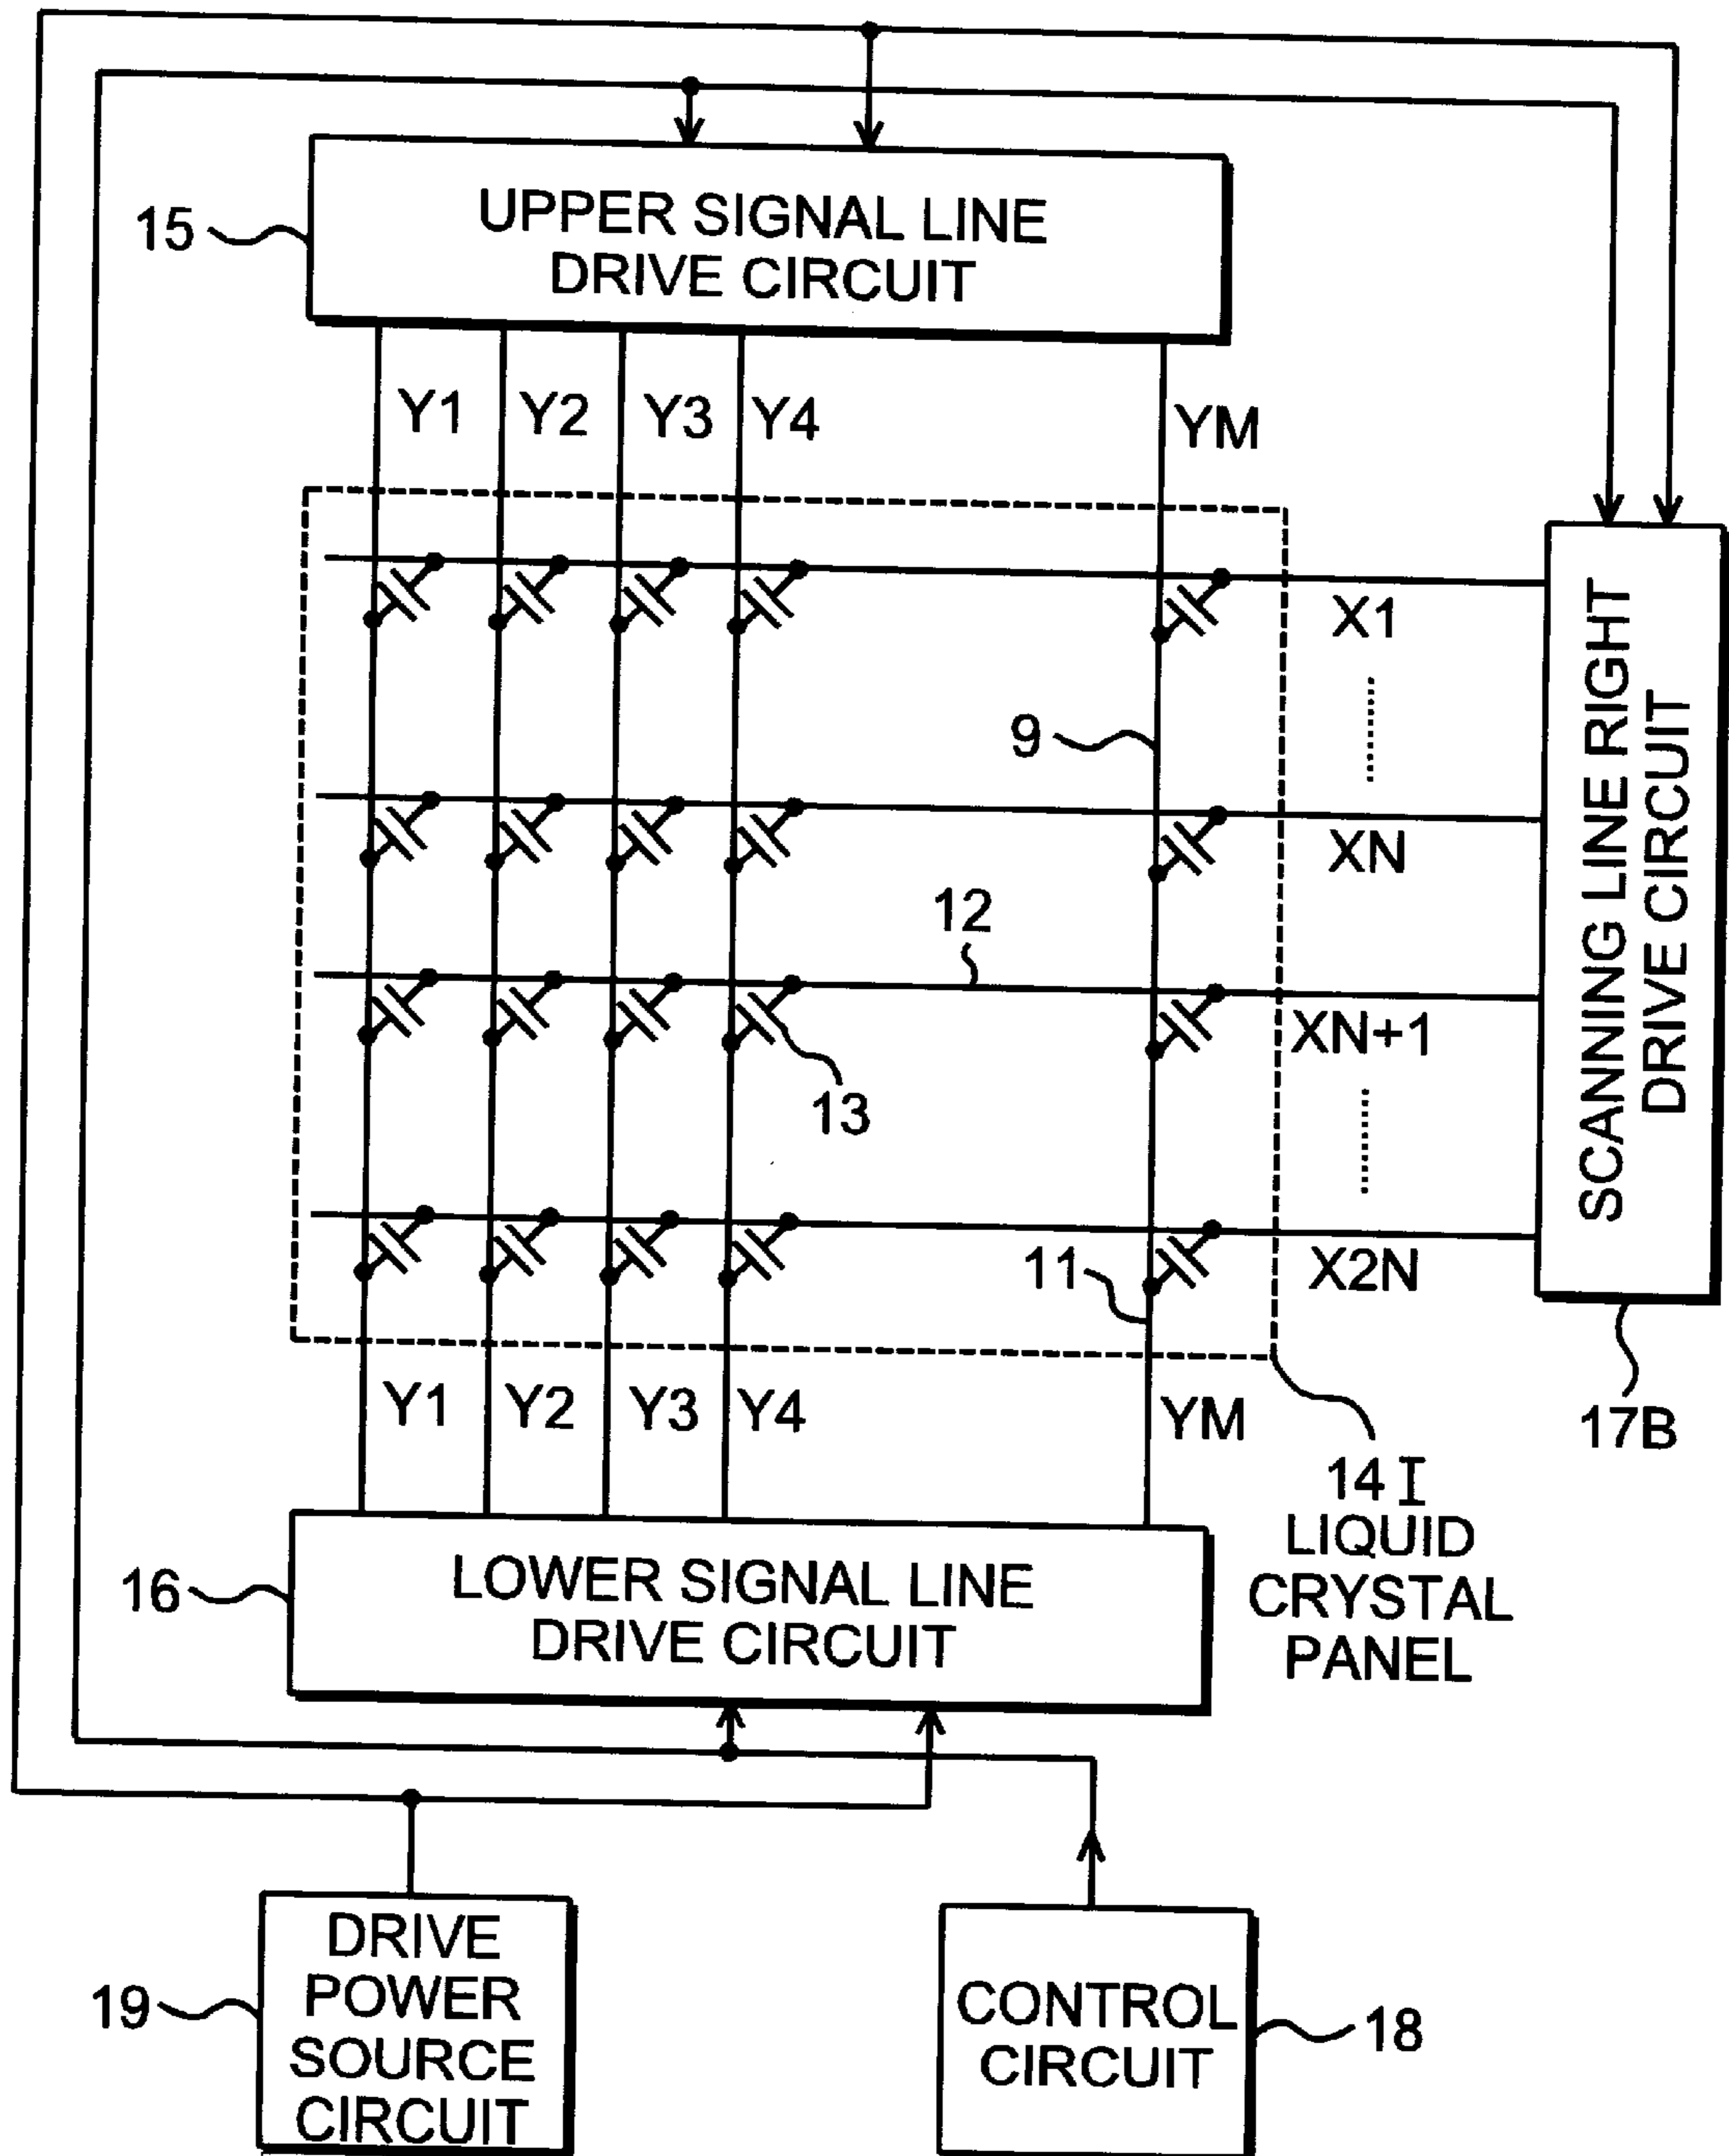 15
UPPER SIGNAL LINE
DRIVE CIRCUIT
Y1 Y2 Y3 Y4 YM
X1
9
XN
12
XN+1
13
11
X2N
SCANNING LINE RIGHT
DRIVE CIRCUIT
17B
Y1 Y2 Y3 Y4 YM
14 I
LIQUID
CRYSTAL
PANEL
16
LOWER SIGNAL LINE
DRIVE CIRCUIT
19
DRIVE
POWER
SOURCE
CIRCUIT
CONTROL
CIRCUIT
18